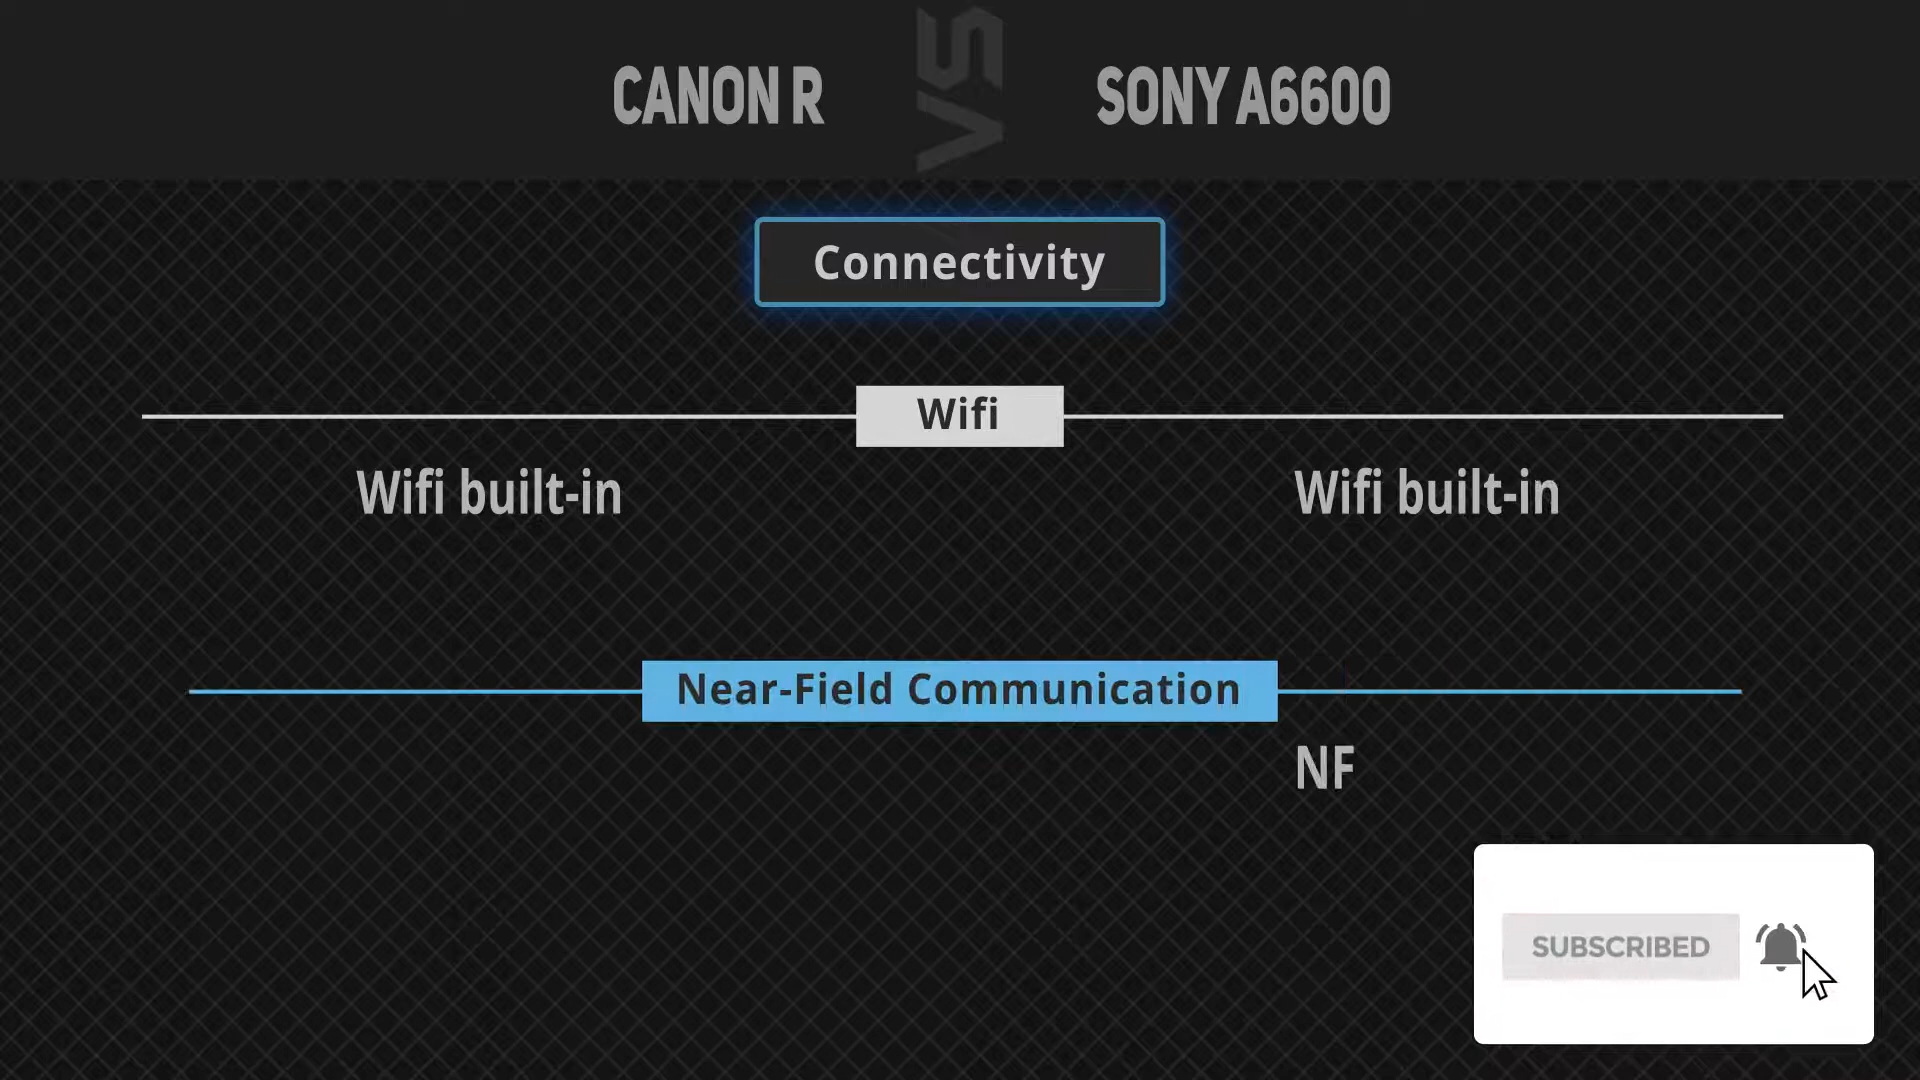 CANON R
VS
SONY A6600
Connectivity
Wifi
Wifi built-in
Wifi built-in
Near-Field Communication
NF
SUBSCRIBED